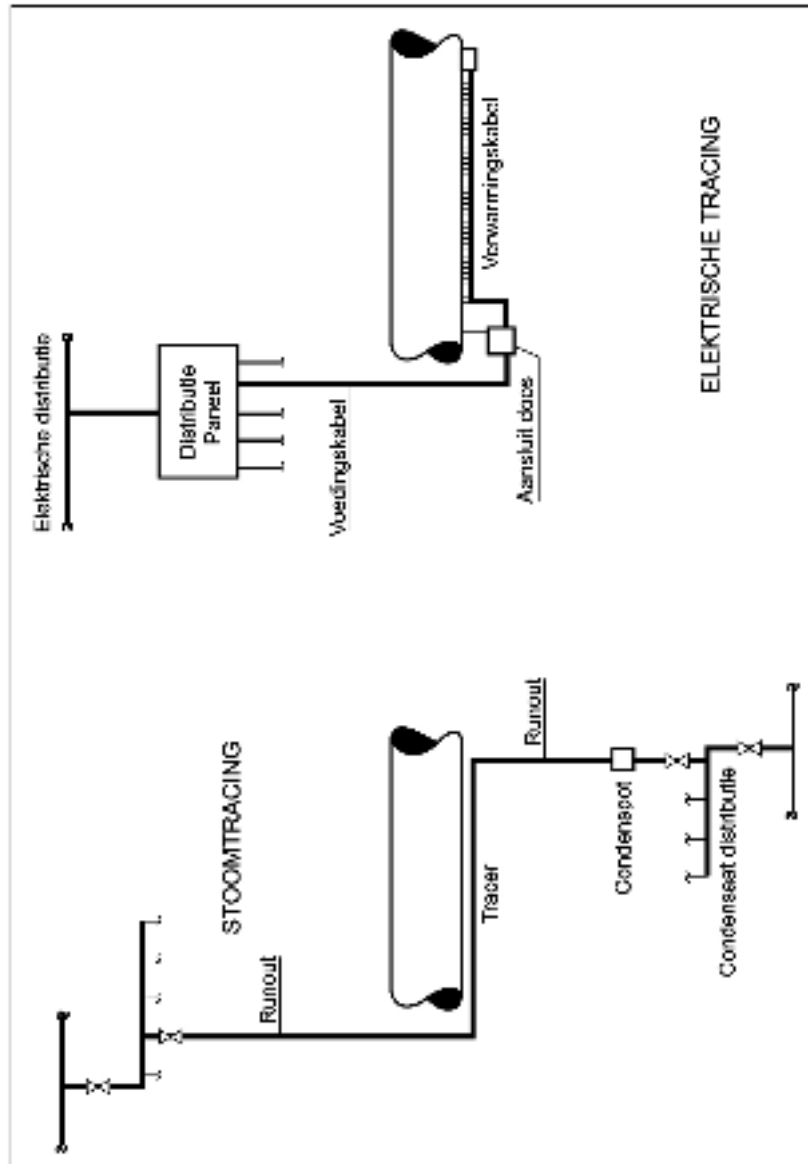 STOOMTRACING
Runout
Tracer
Runout
Condenspot
Condensaat distributie
Elektrische distributie
Distributie
Paneel
Voedingskabel
Aansluit doos
Verwarmingskabel
ELEKTRISCHE TRACING